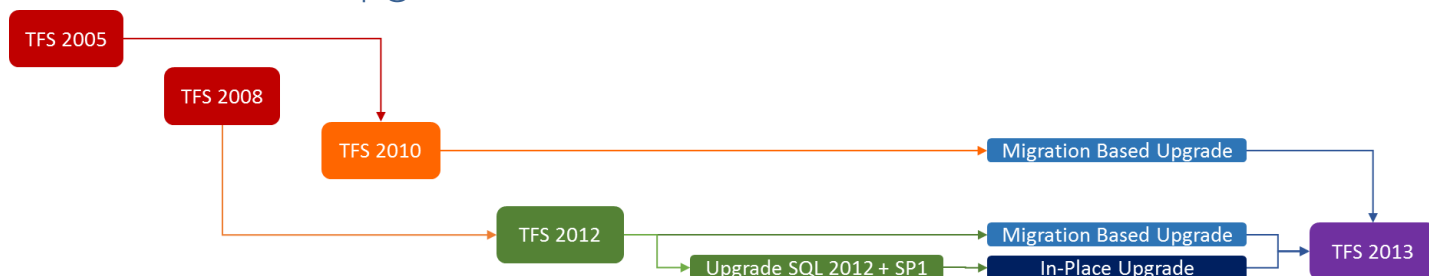 TFS 2005
TFS 2008
TFS 2010
Migration Based Upgrade
TFS 2012
Migration Based Upgrade
TFS 2013
Upgrade SQL 2012 + SP1
In-Place Upgrade